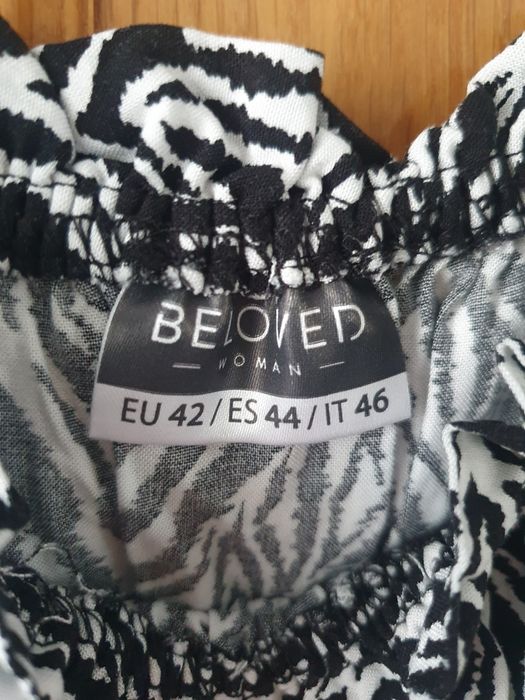 BELOVED
WOMAN
EU 42 / ES 44 / IT 46